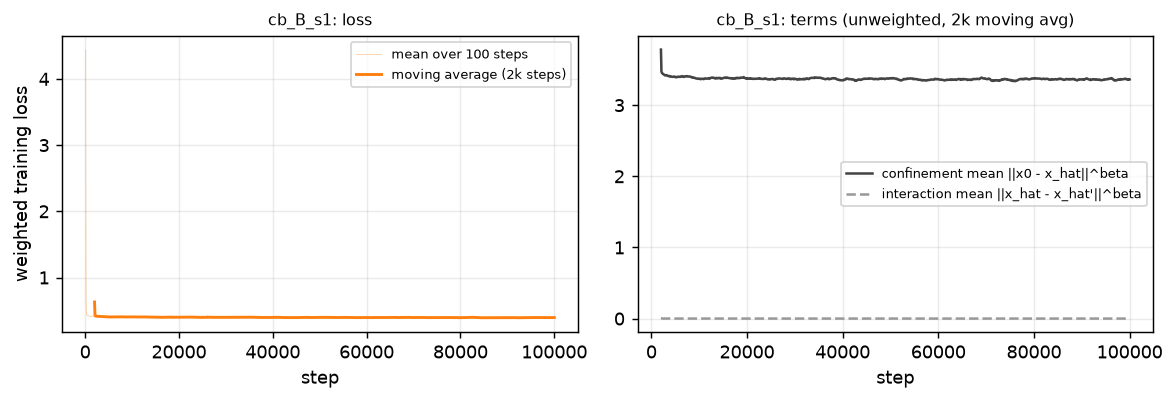 cb_B_s1: loss
weighted training loss
4
3
2
1
mean over 100 steps
moving average (2k steps)
0
20000
40000
60000
80000
100000
step
cb_B_s1: terms (unweighted, 2k moving avg)
3
2
1
0
confinement mean ||x0 - x_hat||^beta
interaction mean ||x_hat - x_hat'||^beta
0
20000
40000
60000
80000
100000
step